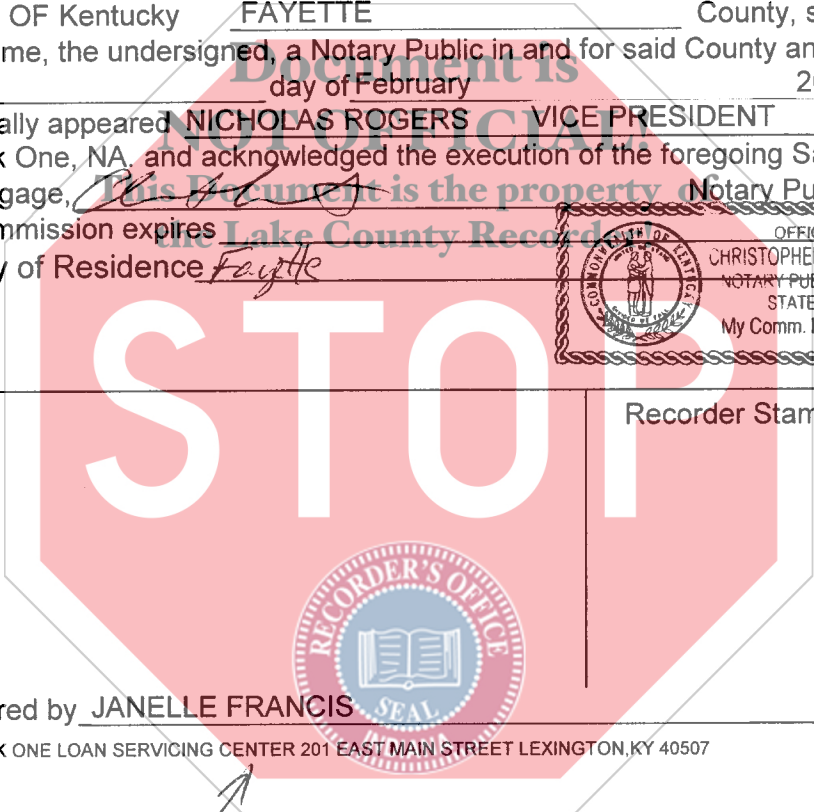 OF Kentucky FAYETTE County, s
me, the undersigned, a Notary Public in and for said County an
day of February 20
ally appeared NICHOLAS ROGERS VICE PRESIDENT
k One, NA. and acknowledged the execution of the foregoing Sa
gage, Notary Pu
mmission expires
y of Residence Fayette
Document is
NOT OFFICIAL!
This Document is the property of
the Lake County Recorder!
COMMONWEALTH OF KENTUCKY
OFFIC
CHRISTOPHE
NOTARY PUB
STATE
My Comm.
STOP
Recorder Stam
RECORDER'S OFFICE
SEAL
INDIANA
red by JANELLE FRANCIS
K ONE LOAN SERVICING CENTER 201 EAST MAIN STREET LEXINGTON,KY 40507